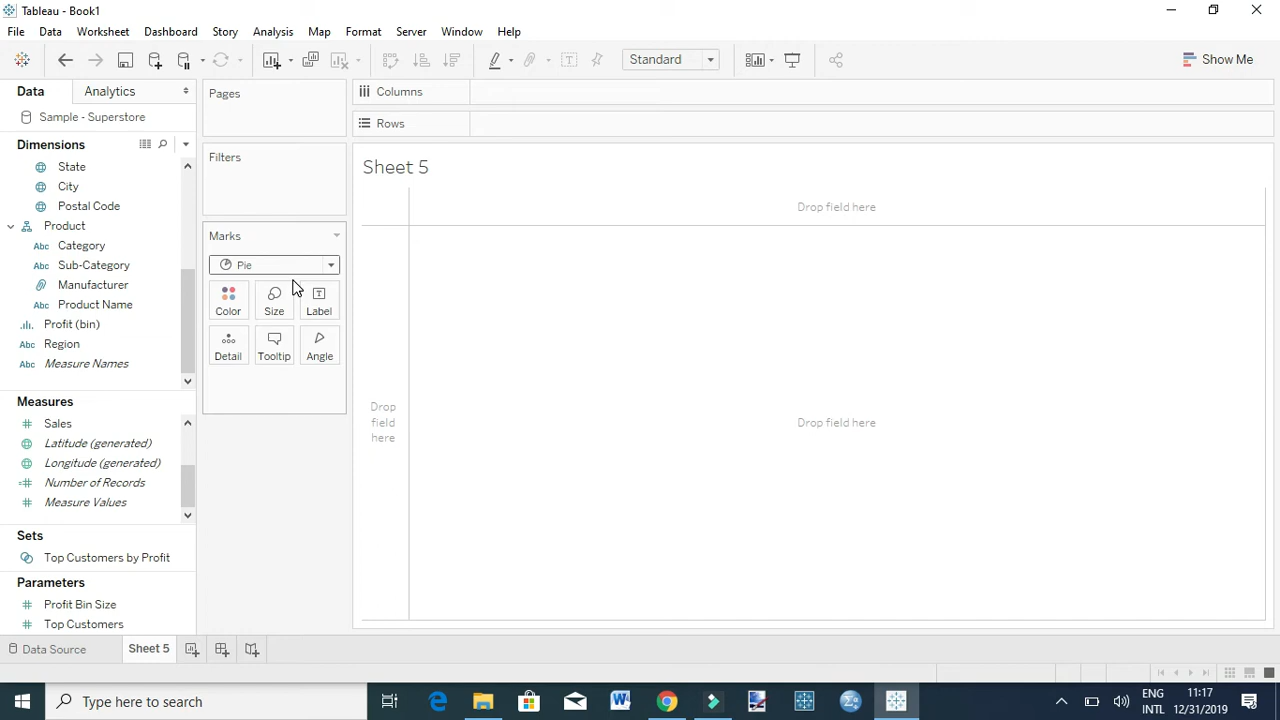 Tableau - Book1
File Data Worksheet Dashboard Story Analysis Map Format Server Window Help
Standard
Show Me
Data Analytics
Pages
Columns
Sample - Superstore
Rows
Dimensions
Filters
State
Sheet 5
City
Postal Code
Drop field here
Product
Marks
Abc Category
Pie
Abc Sub-Category
Manufacturer
Abc Product Name
Color Size Label
Profit (bin)
Abc Region
Abc Measure Names
Detail Tooltip Angle
Measures
Drop
field
here
Drop field here
Sales
Latitude (generated)
Longitude (generated)
Number of Records
Measure Values
Sets
Top Customers by Profit
Parameters
Profit Bin Size
Top Customers
Data Source Sheet 5
Type here to search
ENG
INTL
11:17
12/31/2019